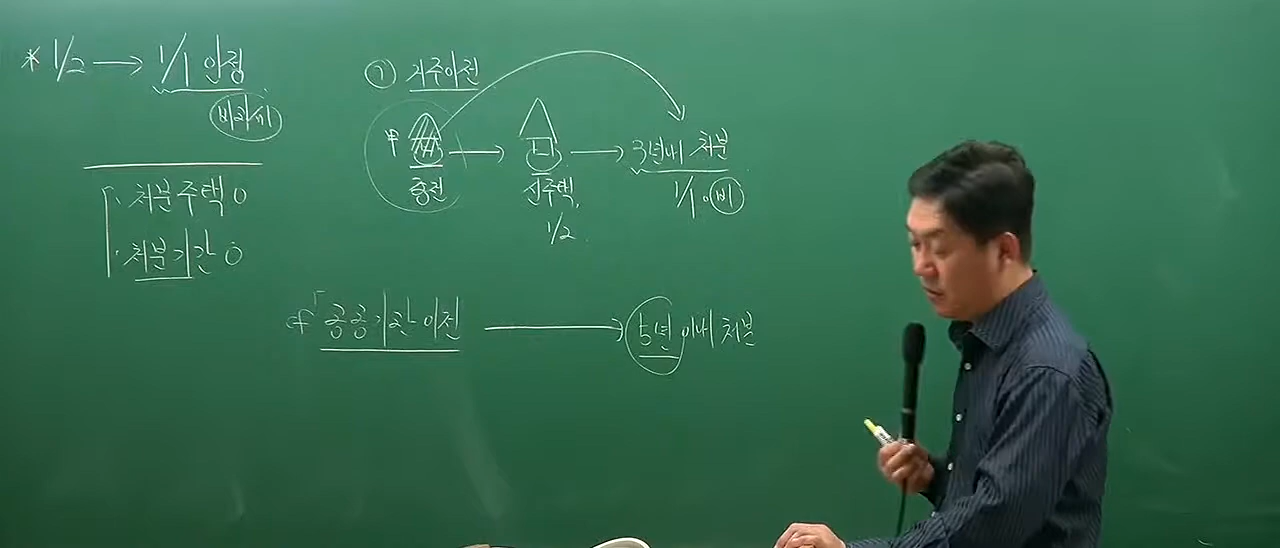 * 1/2 → 1/1 인정
비과세
· 처분주택 O
· 처분기간 O
① 거주이전
甲 → → 3년내 처분
종전
신주택,
1/2
1/1, 비
cf 「공공기관이전 → 5년 이내 처분